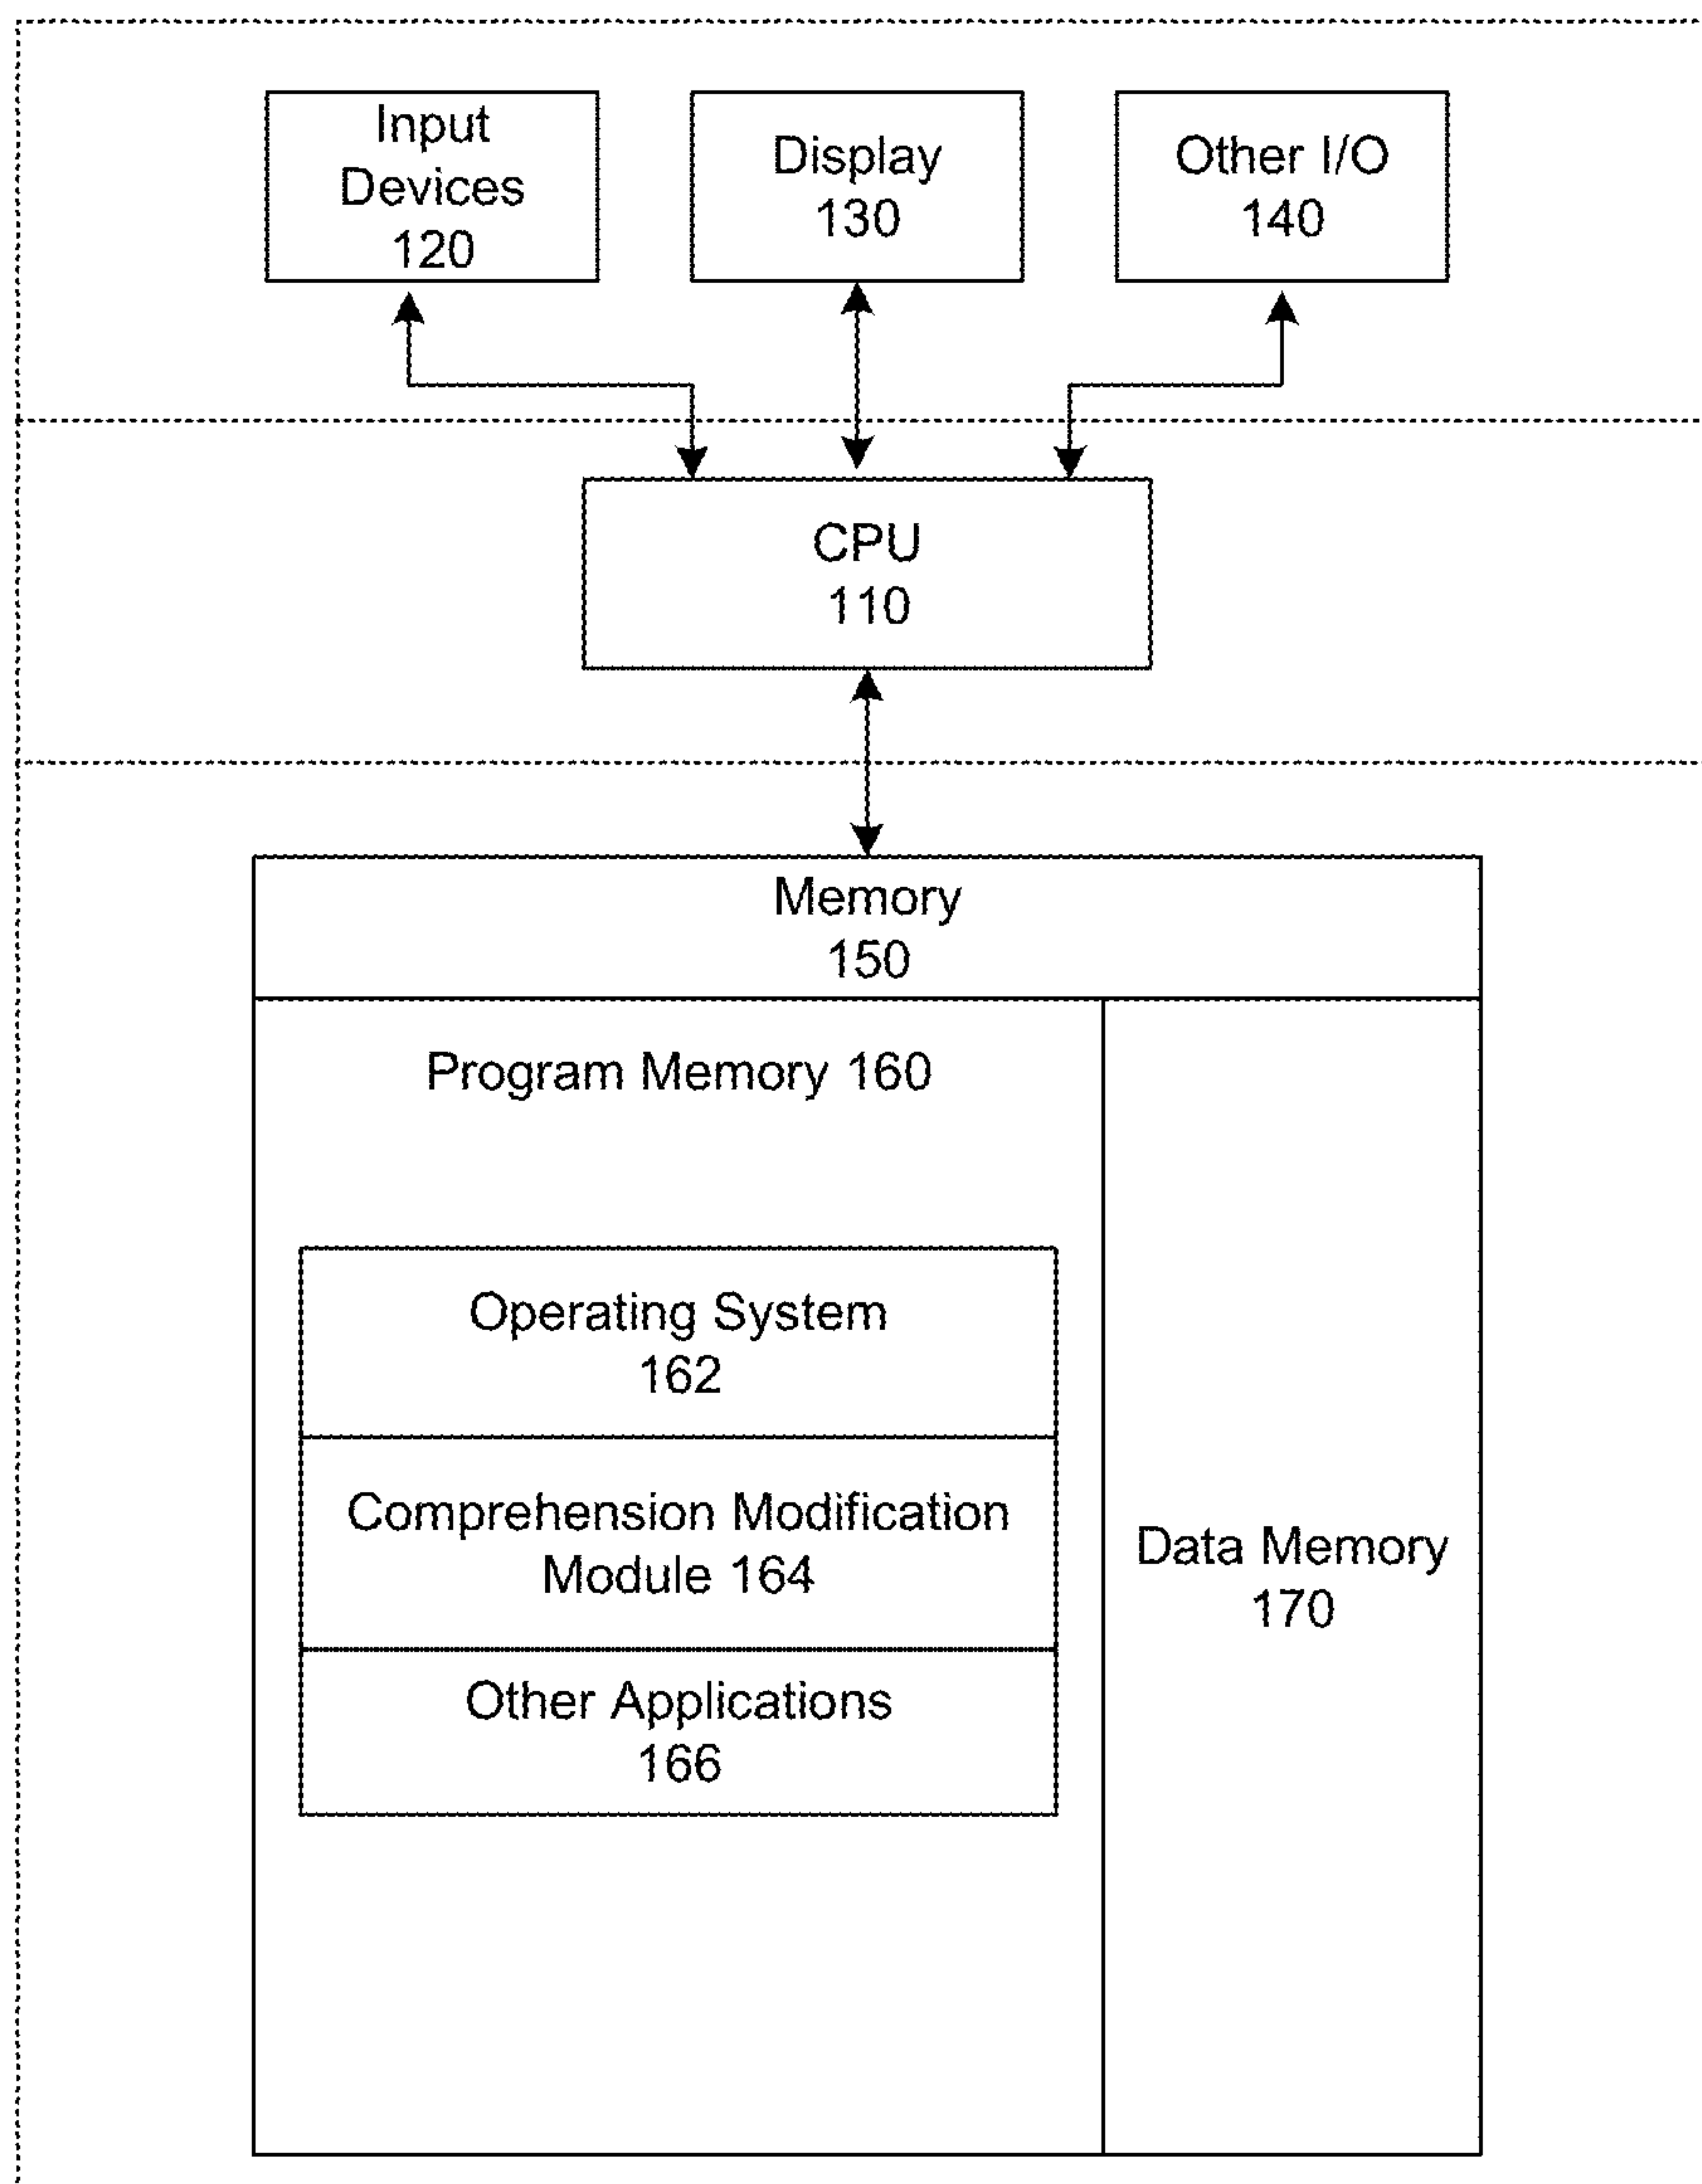 Input
Devices
120
Display
130
Other I/O
140
CPU
110
Memory
150
Program Memory 160
Operating System
162
Comprehension Modification
Module 164
Other Applications
166
Data Memory
170